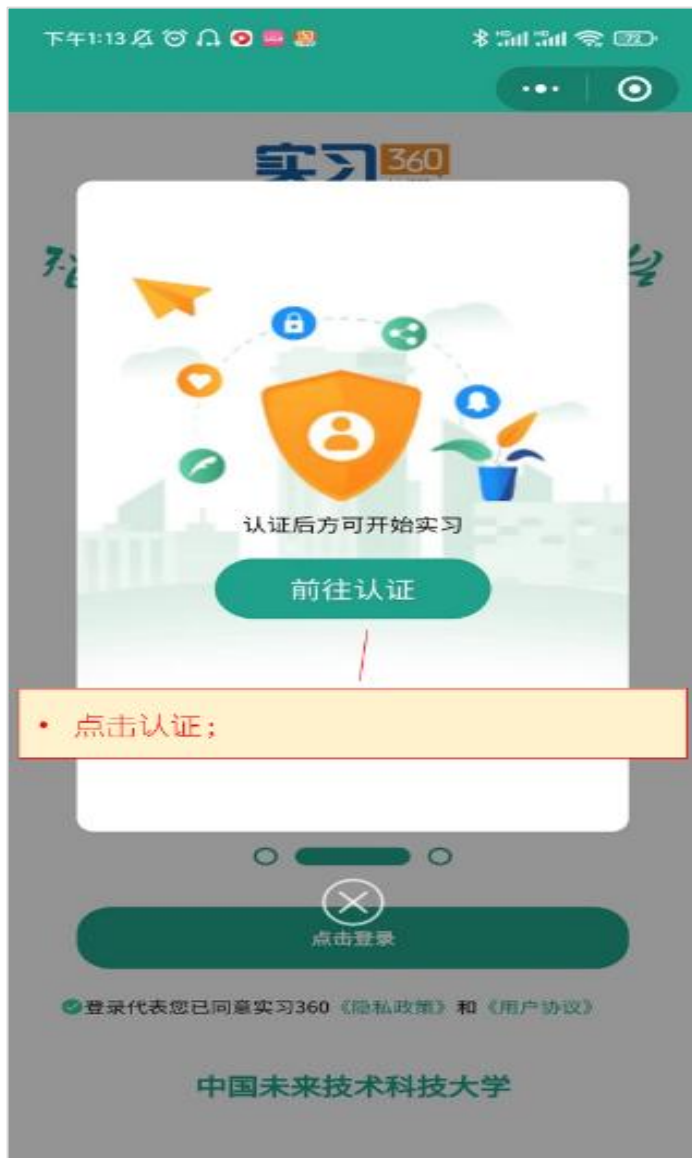 下午1:13
72
实习360
认证后方可开始实习
前往认证
• 点击认证;
点击登录
登录代表您已同意实习360《隐私政策》和《用户协议》
中国未来技术科技大学